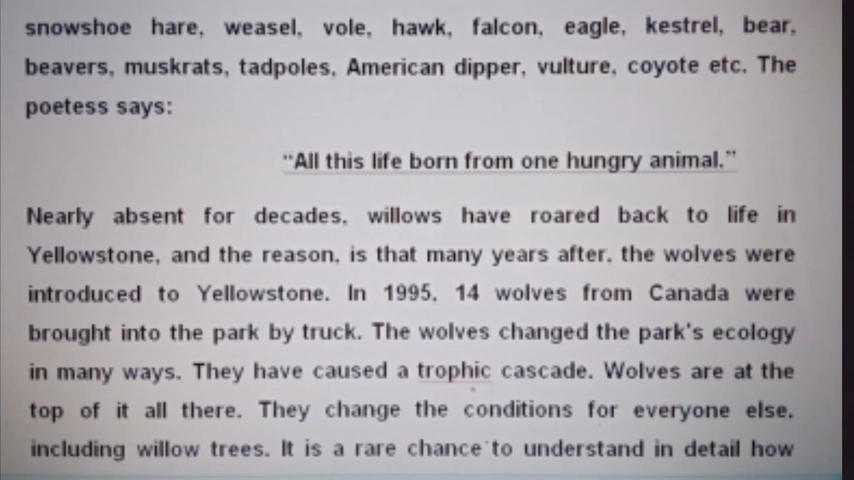 snowshoe hare, weasel, vole, hawk, falcon, eagle, kestrel, bear,
beavers, muskrats, tadpoles, American dipper, vulture, coyote etc. The
poetess says:
“All this life born from one hungry animal.”
Nearly absent for decades, willows have roared back to life in
Yellowstone, and the reason, is that many years after, the wolves were
introduced to Yellowstone. In 1995, 14 wolves from Canada were
brought into the park by truck. The wolves changed the park's ecology
in many ways. They have caused a trophic cascade. Wolves are at the
top of it all there. They change the conditions for everyone else,
including willow trees. It is a rare chance to understand in detail how